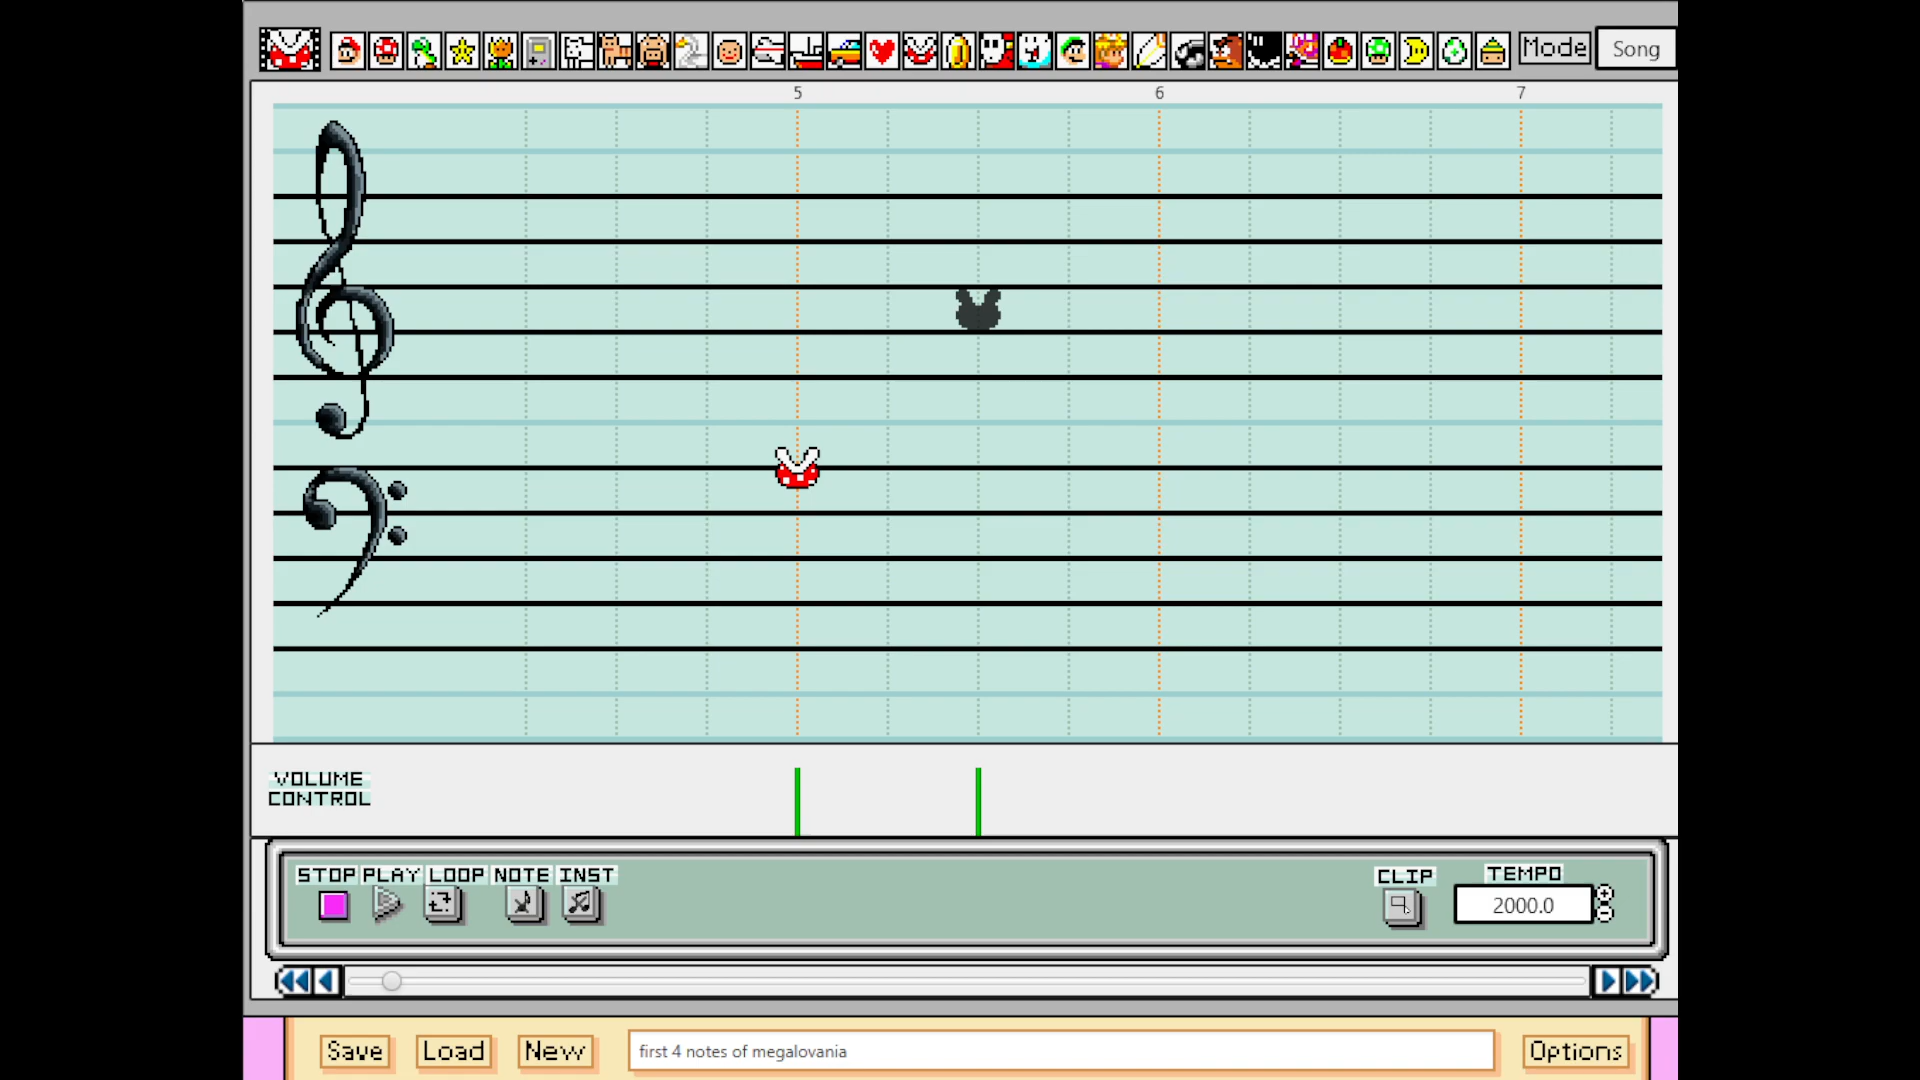 Mode Song
5 6 7
VOLUME
CONTROL
STOP PLAY LOOP NOTE INST CLIP TEMPO
2000.0
Save Load New first 4 notes of megalovania Options